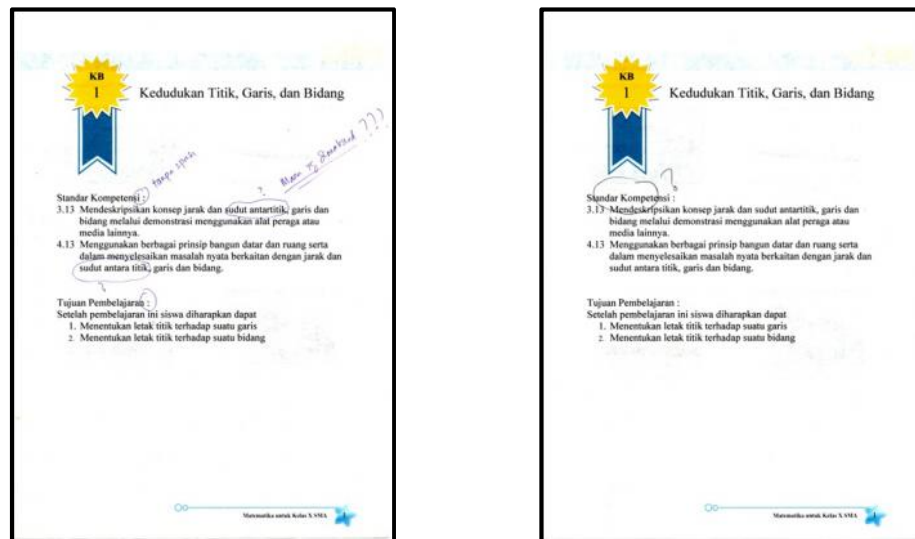 KB
1
Kedudukan Titik, Garis, dan Bidang
tanpa spasi
?
???
Standar Kompetensi :
3.13 Mendeskripsikan konsep jarak dan sudut antartitik, garis dan
bidang melalui demonstrasi menggunakan alat peraga atau
media lainnya.
4.13 Menggunakan berbagai prinsip bangun datar dan ruang serta
dalam menyelesaikan masalah nyata berkaitan dengan jarak dan
sudut antara titik, garis dan bidang.
?
Tujuan Pembelajaran :
Setelah pembelajaran ini siswa diharapkan dapat
1. Menentukan letak titik terhadap suatu garis
2. Menentukan letak titik terhadap suatu bidang
Matematika untuk Kelas X SMA 1
KB
1
Kedudukan Titik, Garis, dan Bidang
?
Standar Kompetensi :
3.13 Mendeskripsikan konsep jarak dan sudut antartitik, garis dan
bidang melalui demonstrasi menggunakan alat peraga atau
media lainnya.
4.13 Menggunakan berbagai prinsip bangun datar dan ruang serta
dalam menyelesaikan masalah nyata berkaitan dengan jarak dan
sudut antara titik, garis dan bidang.
Tujuan Pembelajaran :
Setelah pembelajaran ini siswa diharapkan dapat
1. Menentukan letak titik terhadap suatu garis
2. Menentukan letak titik terhadap suatu bidang
Matematika untuk Kelas X SMA 1